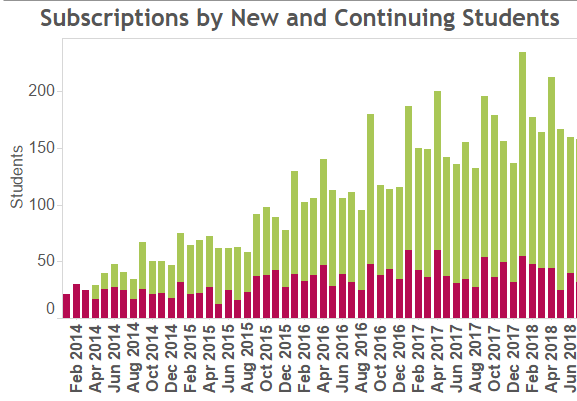 Subscriptions by New and Continuing Students
200
150
100
50
0
Students
Feb 2014
Apr 2014
Jun 2014
Aug 2014
Oct 2014
Dec 2014
Feb 2015
Apr 2015
Jun 2015
Aug 2015
Oct 2015
Dec 2015
Feb 2016
Apr 2016
Jun 2016
Aug 2016
Oct 2016
Dec 2016
Feb 2017
Apr 2017
Jun 2017
Aug 2017
Oct 2017
Dec 2017
Feb 2018
Apr 2018
Jun 2018